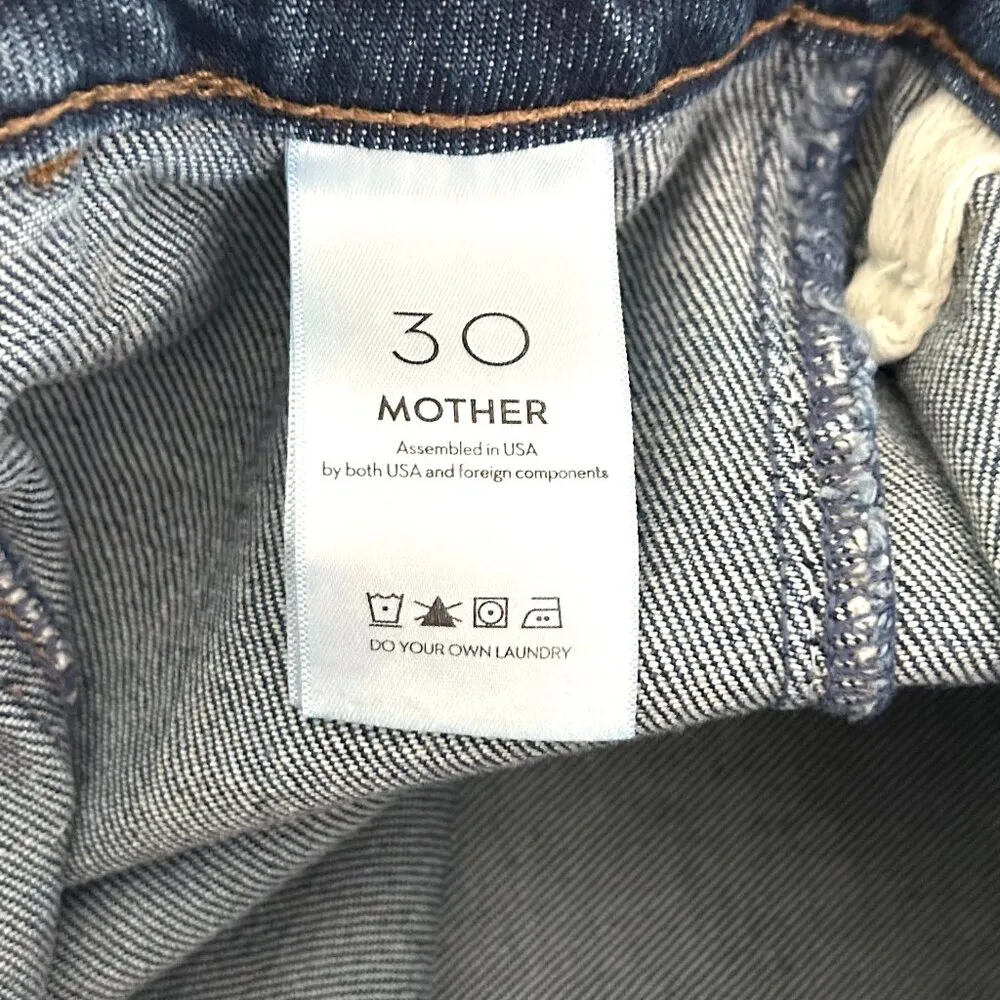 30
MOTHER
Assembled in USA
by both USA and foreign components
DO YOUR OWN LAUNDRY